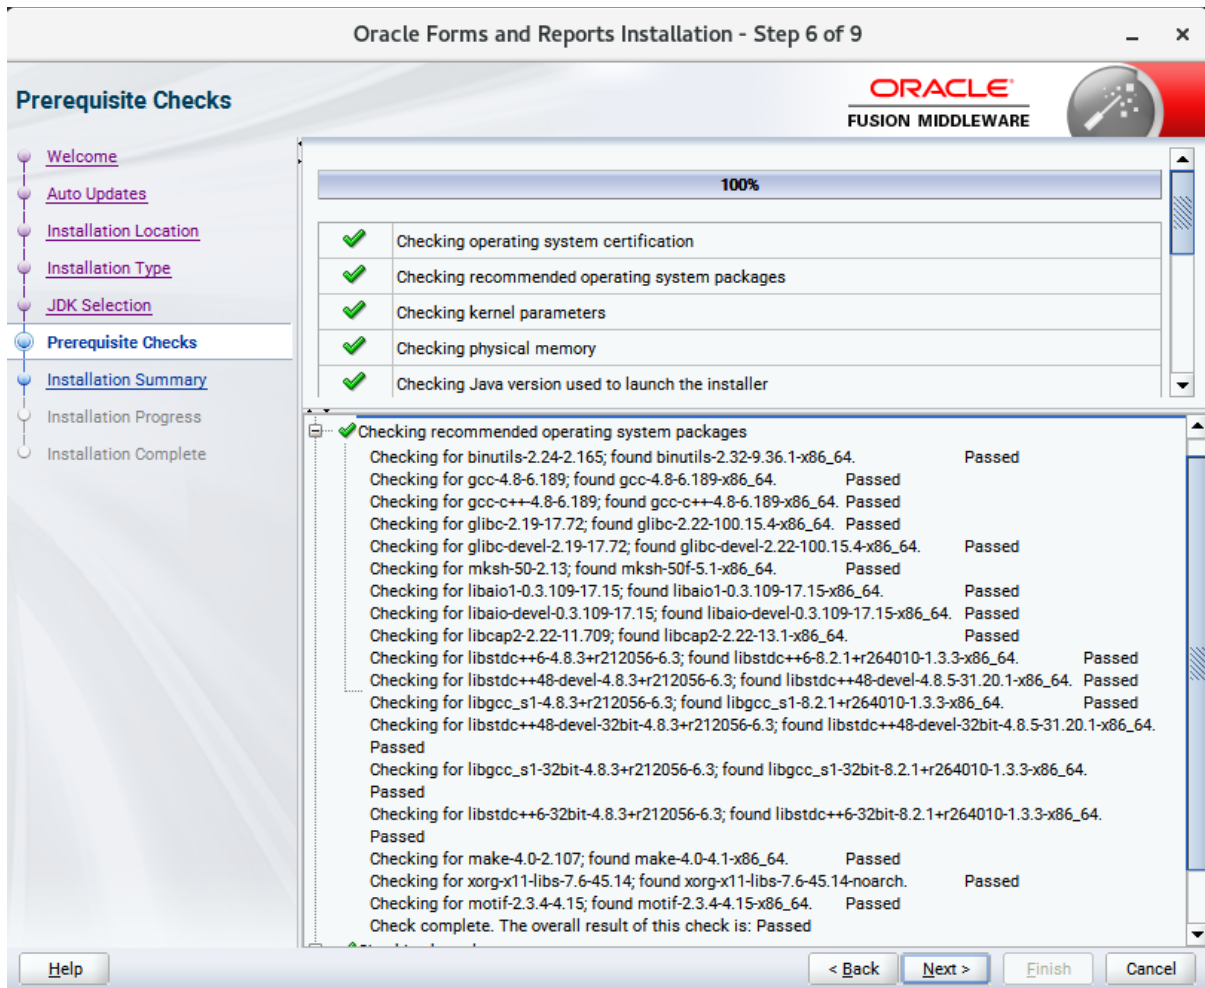 Oracle Forms and Reports Installation - Step 6 of 9
Prerequisite Checks
ORACLE
FUSION MIDDLEWARE
Welcome
Auto Updates
Installation Location
Installation Type
JDK Selection
Prerequisite Checks
Installation Summary
Installation Progress
Installation Complete
100%
Checking operating system certification
Checking recommended operating system packages
Checking kernel parameters
Checking physical memory
Checking Java version used to launch the installer
Checking recommended operating system packages
Checking for binutils-2.24-2.165; found binutils-2.32-9.36.1-x86_64. Passed
Checking for gcc-4.8-6.189; found gcc-4.8-6.189-x86_64. Passed
Checking for gcc-c++-4.8-6.189; found gcc-c++-4.8-6.189-x86_64. Passed
Checking for glibc-2.19-17.72; found glibc-2.22-100.15.4-x86_64. Passed
Checking for glibc-devel-2.19-17.72; found glibc-devel-2.22-100.15.4-x86_64. Passed
Checking for mksh-50-2.13; found mksh-50f-5.1-x86_64. Passed
Checking for libaio1-0.3.109-17.15; found libaio1-0.3.109-17.15-x86_64. Passed
Checking for libaio-devel-0.3.109-17.15; found libaio-devel-0.3.109-17.15-x86_64. Passed
Checking for libcap2-2.22-11.709; found libcap2-2.22-13.1-x86_64. Passed
Checking for libstdc++6-4.8.3+r212056-6.3; found libstdc++6-8.2.1+r264010-1.3.3-x86_64. Passed
Checking for libstdc++48-devel-4.8.3+r212056-6.3; found libstdc++48-devel-4.8.5-31.20.1-x86_64. Passed
Checking for libgcc_s1-4.8.3+r212056-6.3; found libgcc_s1-8.2.1+r264010-1.3.3-x86_64. Passed
Checking for libstdc++48-devel-32bit-4.8.3+r212056-6.3; found libstdc++48-devel-32bit-4.8.5-31.20.1-x86_64.
Passed
Checking for libgcc_s1-32bit-4.8.3+r212056-6.3; found libgcc_s1-32bit-8.2.1+r264010-1.3.3-x86_64.
Passed
Checking for libstdc++6-32bit-4.8.3+r212056-6.3; found libstdc++6-32bit-8.2.1+r264010-1.3.3-x86_64.
Passed
Checking for make-4.0-2.107; found make-4.0-4.1-x86_64. Passed
Checking for xorg-x11-libs-7.6-45.14; found xorg-x11-libs-7.6-45.14-noarch. Passed
Checking for motif-2.3.4-4.15; found motif-2.3.4-4.15-x86_64. Passed
Check complete. The overall result of this check is: Passed
Help
< Back
Next >
Finish
Cancel